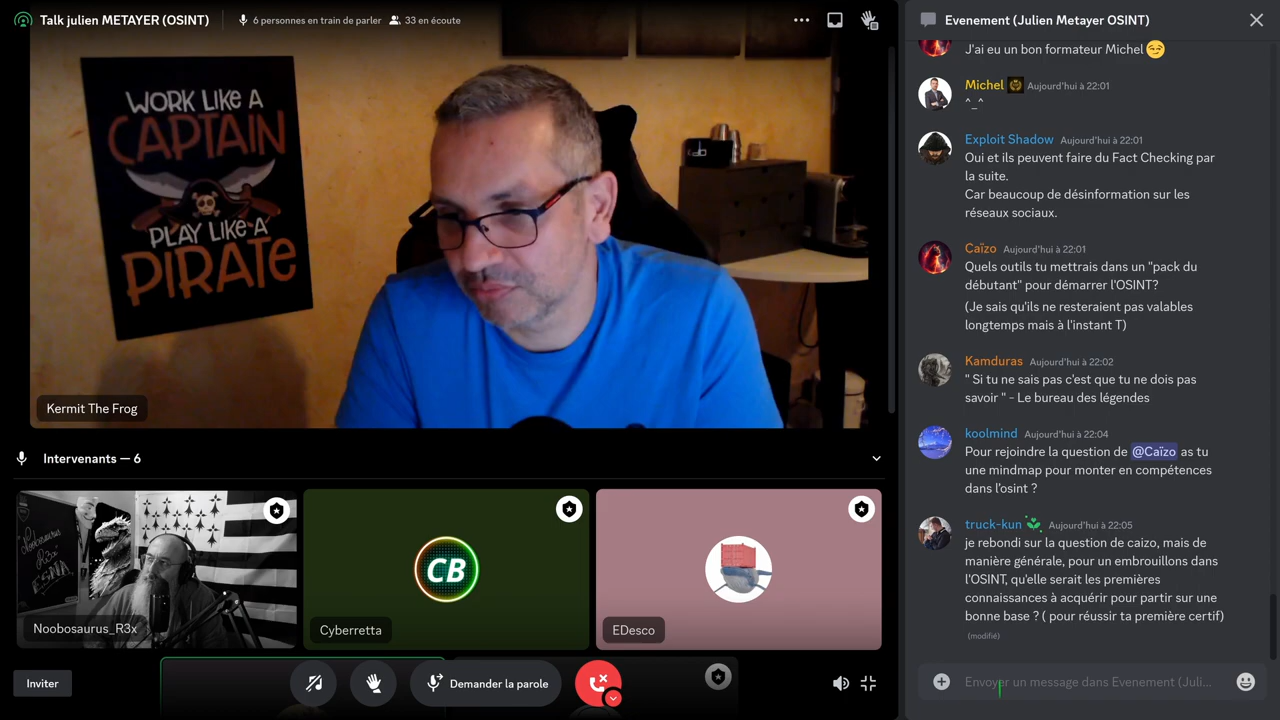 Talk julien METAYER (OSINT)
6 personnes en train de parler
33 en écoute
WORK LIKE A
CAPTAIN
PLAY LIKE A
PIRATE
Kermit The Frog
Intervenants — 6
Noobosaurus_R3x
CB
Cyberretta
EDesco
Inviter
Demander la parole
Evenement (Julien Metayer OSINT)
J'ai eu un bon formateur Michel 😏
Michel Aujourd'hui à 22:01
^_^
Exploit Shadow Aujourd'hui à 22:01
Oui et ils peuvent faire du Fact Checking par
la suite.
Car beaucoup de désinformation sur les
réseaux sociaux.
Caïzo Aujourd'hui à 22:01
Quels outils tu mettrais dans un "pack du
débutant" pour démarrer l'OSINT?
(Je sais qu'ils ne resteraient pas valables
longtemps mais à l'instant T)
Kamduras Aujourd'hui à 22:02
" Si tu ne sais pas c'est que tu ne dois pas
savoir " - Le bureau des légendes
koolmind Aujourd'hui à 22:04
Pour rejoindre la question de @Caïzo as tu
une mindmap pour monter en compétences
dans l'osint ?
truck-kun Aujourd'hui à 22:05
je rebondi sur la question de caizo, mais de
manière générale, pour un embrouillons dans
l'OSINT, qu'elle serait les premières
connaissances à acquérir pour partir sur une
bonne base ? ( pour réussir ta première certif)
(modifié)
Envoyer un message dans Evenement (Juli...